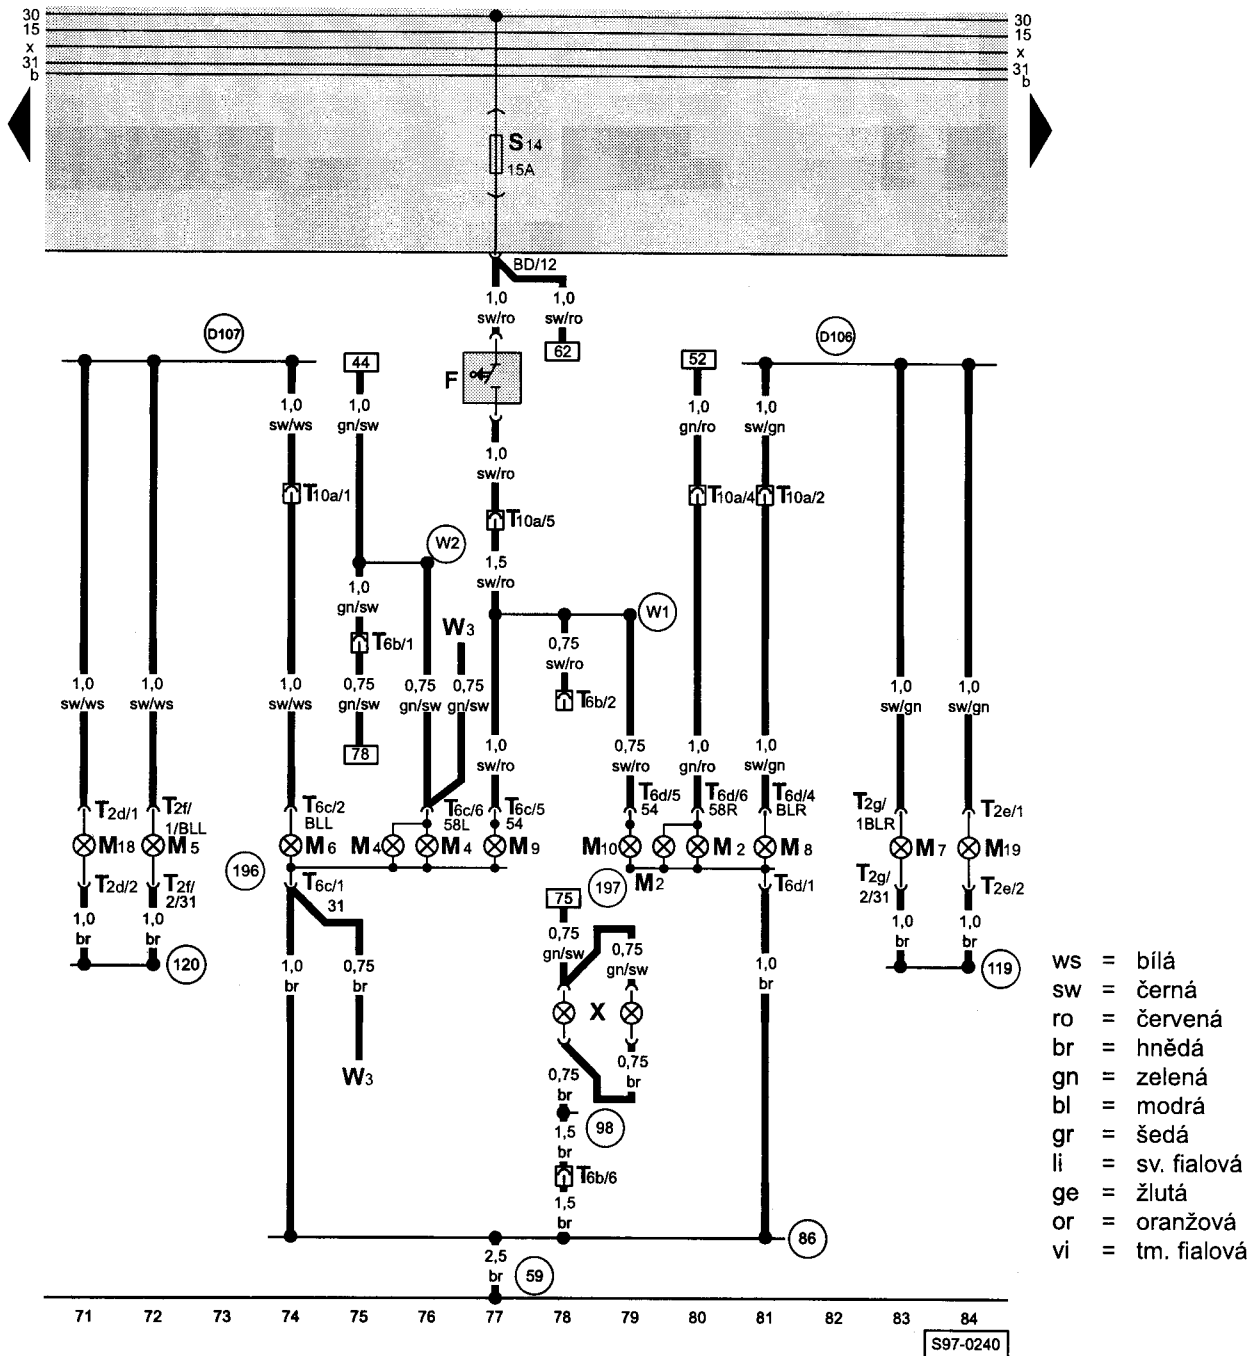 30 30
15 15
x x
31 31
b b
S14
15A
BD/12
1,0 1,0
sw/ro sw/ro
D107 44 62 52 D106
F
1,0 1,0 1,0 1,0
sw/ws gn/sw gn/ro sw/gn
1,0
sw/ro
T10a/1 T10a/4 T10a/2
T10a/5
W2
1,5
sw/ro
1,0
gn/sw
W1
W3
T6b/1
0,75
sw/ro
T6b/2
1,0 1,0 1,0 0,75 0,75 0,75 1,0 1,0
sw/ws sw/ws sw/ws gn/sw gn/sw gn/sw sw/gn sw/gn
78
1,0 0,75 1,0 1,0
sw/ro sw/ro gn/ro sw/gn
T2d/1 T2f/ T6c/2 T6c/6 T6c/5 T6d/5 T6d/6 T6d/4 T2g/ T2e/1
1/BLL BLL 58L 54 54 58R BLR 1BLR
M18 M5 M6 M4 M4 M9 M10 M2 M8 M7 M19
196 197 M2
T2d/2 T2f/ T6c/1 T6d/1 T2g/ T2e/2
2/31 31 75 2/31
1,0 1,0 0,75 0,75 1,0 1,0
br br gn/sw gn/sw br br
120 119
1,0 0,75 1,0
br br br
X
W3
0,75 0,75
br br
98
1,5
br
T6b/6
1,5
br
86
2,5
br 59
71 72 73 74 75 76 77 78 79 80 81 82 83 84
S97-0240
ws = bílá
sw = černá
ro = červená
br = hnědá
gn = zelená
bl = modrá
gr = šedá
li = sv. fialová
ge = žlutá
or = oranžová
vi = tm. fialová